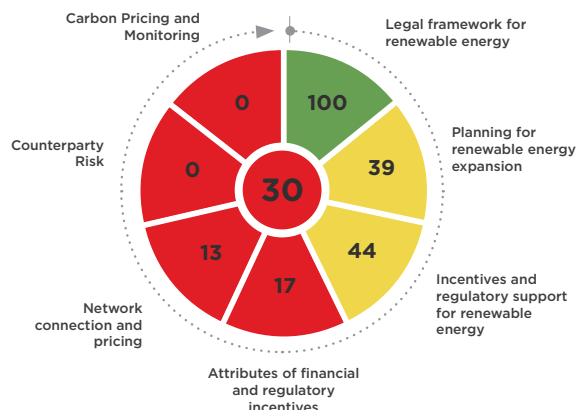 Carbon Pricing and
Monitoring
Legal framework for
renewable energy
0
100
Counterparty
Risk
Planning for
renewable energy
expansion
0
39
30
13
44
17
Network
connection and
pricing
Incentives and
regulatory support
for renewable
energy
Attributes of financial
and regulatory
incentives